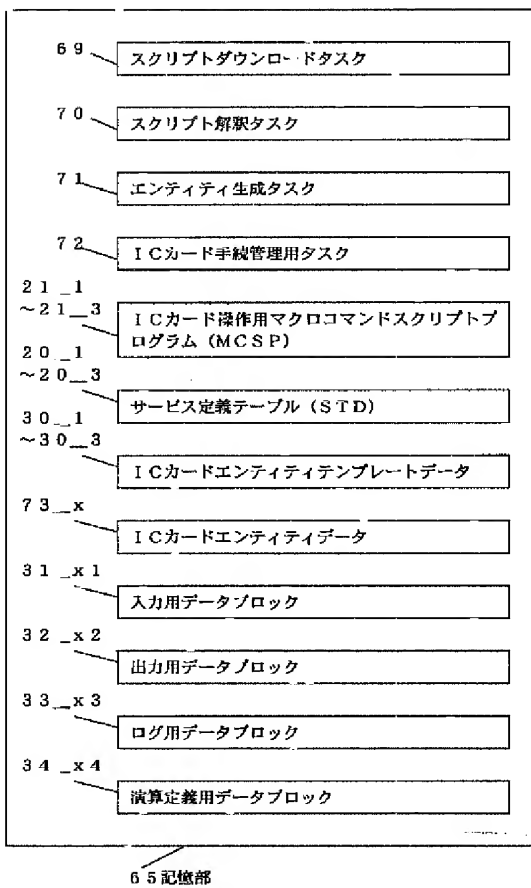 69
スクリプトダウンロードタスク
70
スクリプト解釈タスク
71
エンティティ生成タスク
72
ICカード手続管理用タスク
21_1
~21_3
ICカード操作用マクロコマンドスクリプトプ
ログラム(MCSP)
20_1
~20_3
サービス定義テーブル(STD)
30_1
~30_3
ICカードエンティティテンプレートデータ
73_x
ICカードエンティティデータ
31_x1
入力用データブロック
32_x2
出力用データブロック
33_x3
ログ用データブロック
34_x4
演算定義用データブロック
65記憶部